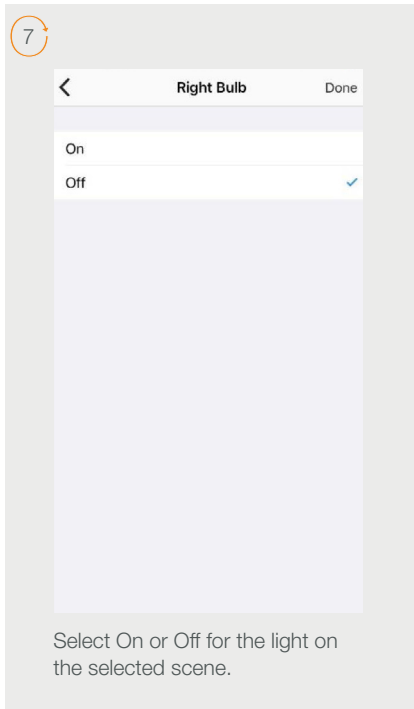 7
Right Bulb Done
On
Off
Select On or Off for the light on
the selected scene.